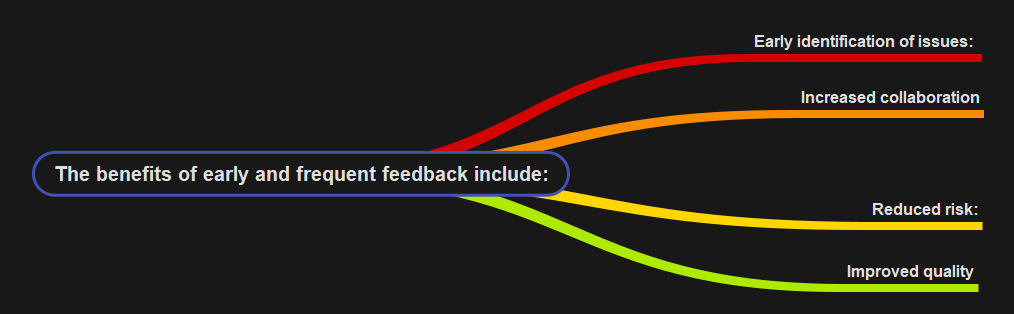 The benefits of early and frequent feedback include:
Early identification of issues:
Increased collaboration
Reduced risk:
Improved quality